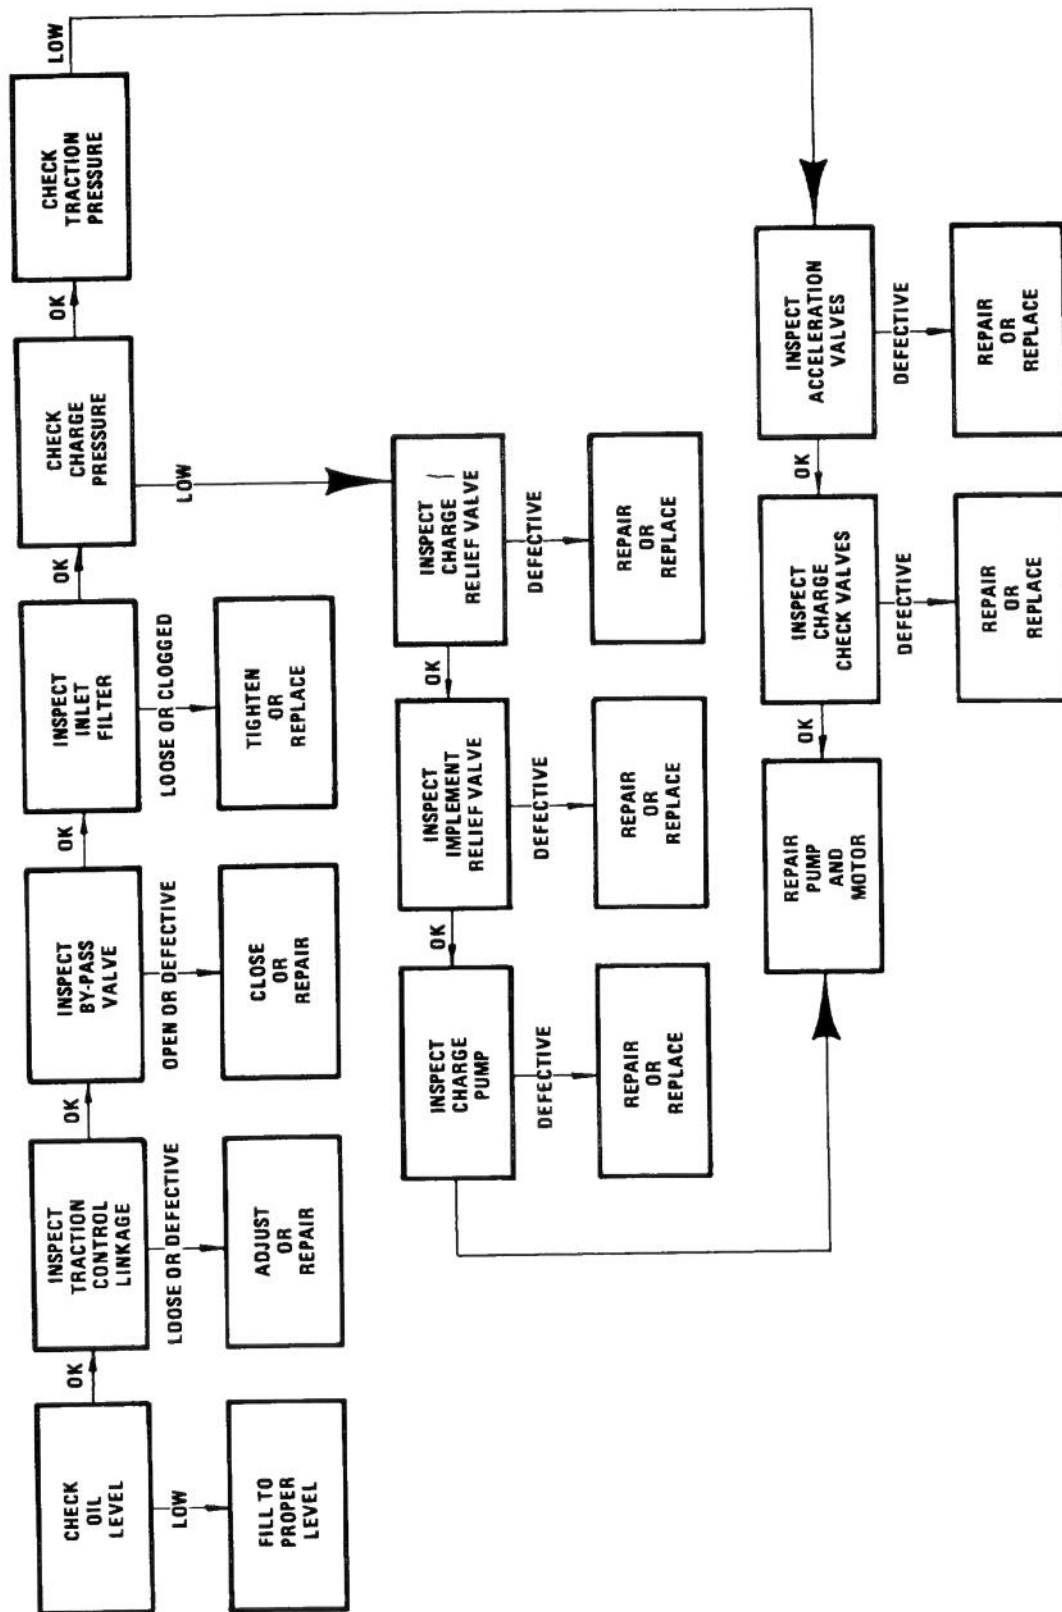 CHECK
OIL
LEVEL
OK
INSPECT
TRACTION
CONTROL
LINKAGE
OK
INSPECT
BY-PASS
VALVE
OK
INSPECT
INLET
FILTER
OK
CHECK
CHARGE
PRESSURE
OK
CHECK
TRACTION
PRESSURE
LOW
LOW
LOOSE OR DEFECTIVE
OPEN OR DEFECTIVE
LOOSE OR CLOGGED
LOW
FILL TO
PROPER
LEVEL
ADJUST
OR
REPAIR
CLOSE
OR
REPAIR
TIGHTEN
OR
REPLACE
INSPECT
CHARGE
PUMP
OK
INSPECT
IMPLEMENT
RELIEF VALVE
OK
INSPECT
CHARGE
RELIEF VALVE
DEFECTIVE
DEFECTIVE
DEFECTIVE
REPAIR
OR
REPLACE
REPAIR
OR
REPLACE
REPAIR
OR
REPLACE
REPAIR
PUMP
AND
MOTOR
OK
INSPECT
CHARGE
CHECK VALVES
OK
INSPECT
ACCELERATION
VALVES
DEFECTIVE
DEFECTIVE
REPAIR
OR
REPLACE
REPAIR
OR
REPLACE